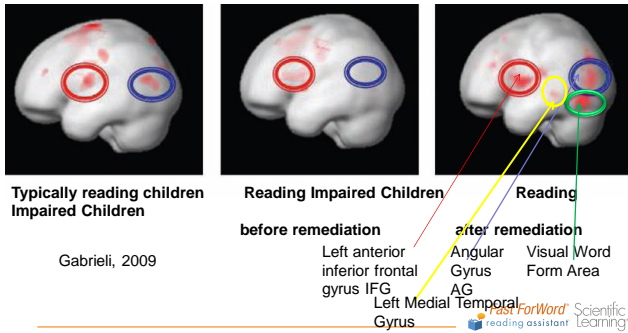 Typically reading children
Impaired Children
Reading Impaired Children
Reading
before remediation
after remediation
Gabrieli, 2009
Left anterior
inferior frontal
gyrus IFG
Angular
Gyrus
AG
Visual Word
Form Area
Left Medial Temporal
Gyrus
Fast ForWord®
reading assistant
Scientific
Learning